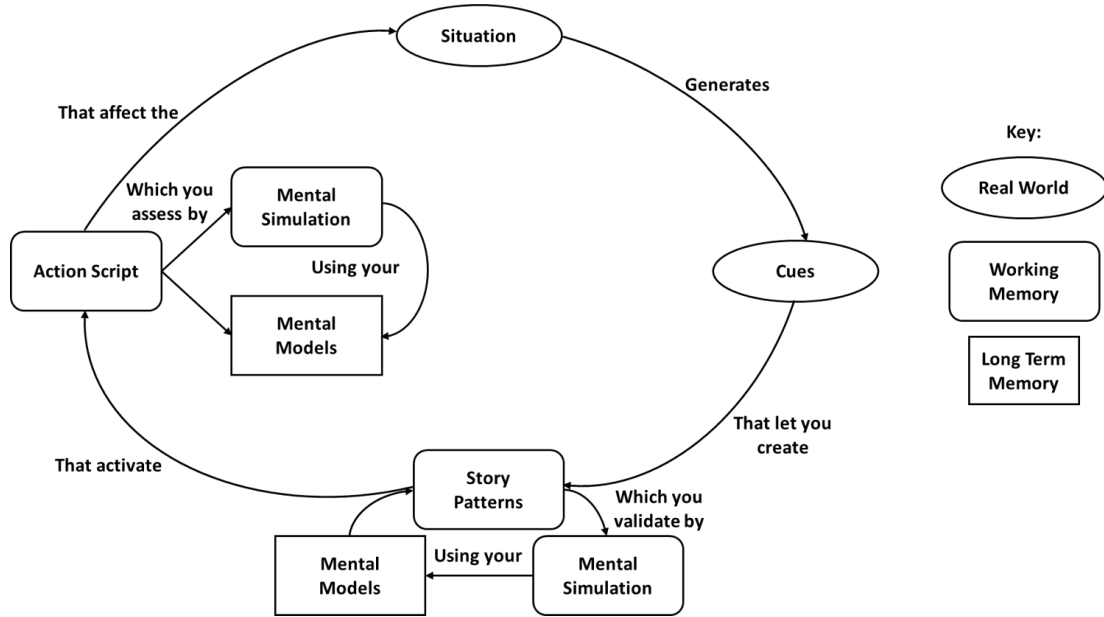 Situation
Generates
That affect the
Key:
Real World
Which you
assess by
Mental
Simulation
Action Script
Using your
Cues
Working
Memory
Mental
Models
Long Term
Memory
That let you
create
That activate
Story
Patterns
Which you
validate by
Mental
Models
Using your
Mental
Simulation